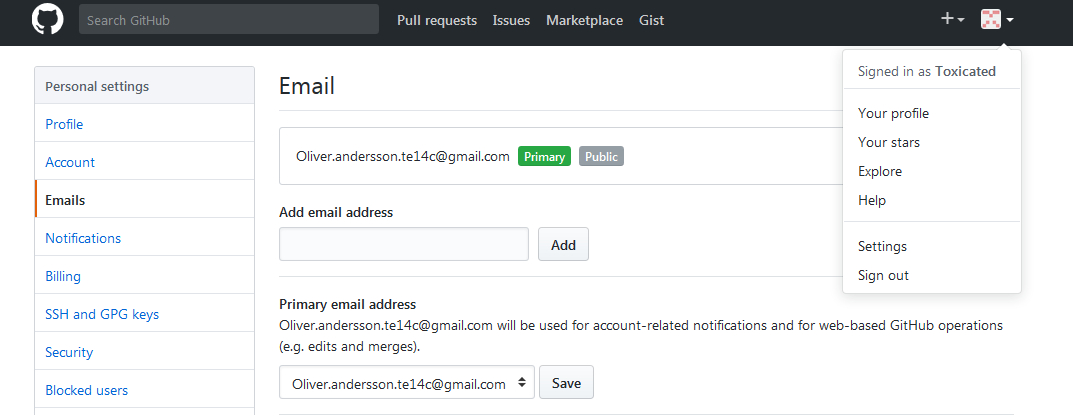 Search GitHub
Pull requests Issues Marketplace Gist
Signed in as Toxicated
Your profile
Your stars
Explore
Help
Settings
Sign out
Personal settings
Profile
Account
Emails
Notifications
Billing
SSH and GPG keys
Security
Blocked users
Email
Oliver.andersson.te14c@gmail.com Primary Public
Add email address
Add
Primary email address
Oliver.andersson.te14c@gmail.com will be used for account-related notifications and for web-based GitHub operations
(e.g. edits and merges).
Oliver.andersson.te14c@gmail.com Save